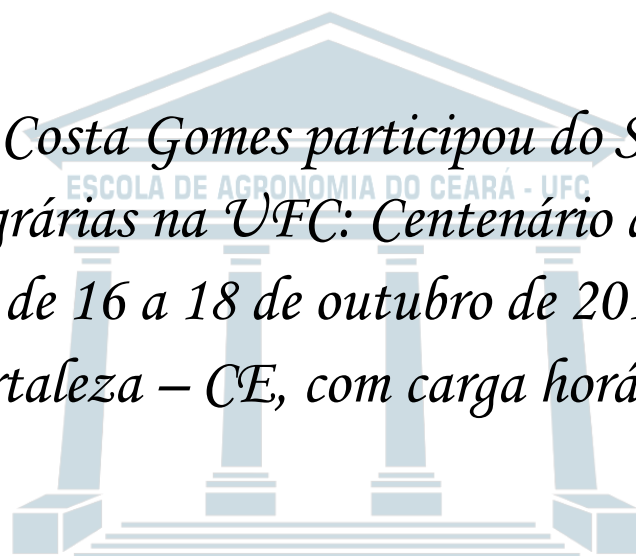 Costa Gomes participou do S
ESCOLA DE AGRONOMIA DO CEARÁ - UFC
grárias na UFC: Centenário d
de 16 a 18 de outubro de 201
rtaleza – CE, com carga horá